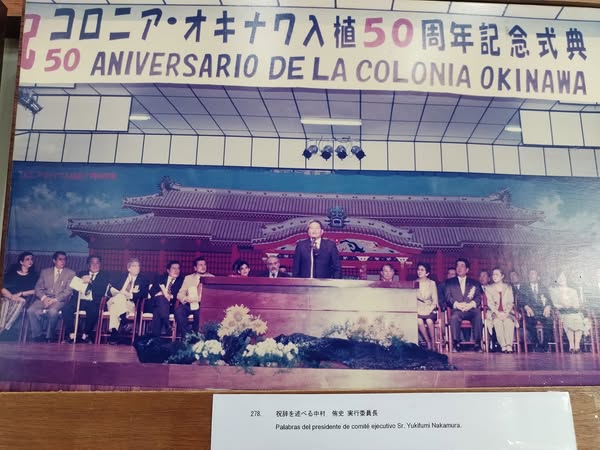 祝 コロニア・オキナワ入植50周年記念式典
50 ANIVERSARIO DE LA COLONIA OKINAWA
278. 祝辞を述べる中村 侑史 実行委員長
Palabras del presidente de comité ejecutivo Sr. Yukifumi Nakamura.